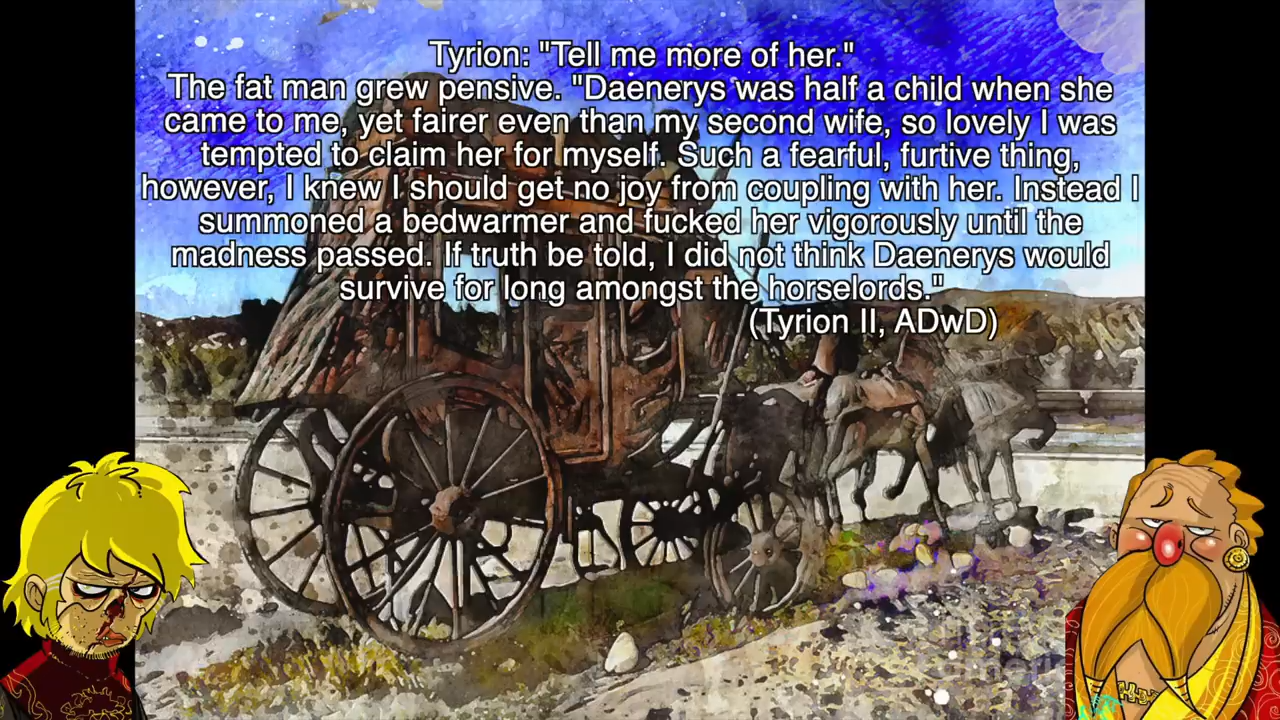 Tyrion: "Tell me more of her."
The fat man grew pensive. "Daenerys was half a child when she
came to me, yet fairer even than my second wife, so lovely I was
tempted to claim her for myself. Such a fearful, furtive thing,
however, I knew I should get no joy from coupling with her. Instead I
summoned a bedwarmer and fucked her vigorously until the
madness passed. If truth be told, I did not think Daenerys would
survive for long amongst the horselords."
(Tyrion II, ADwD)